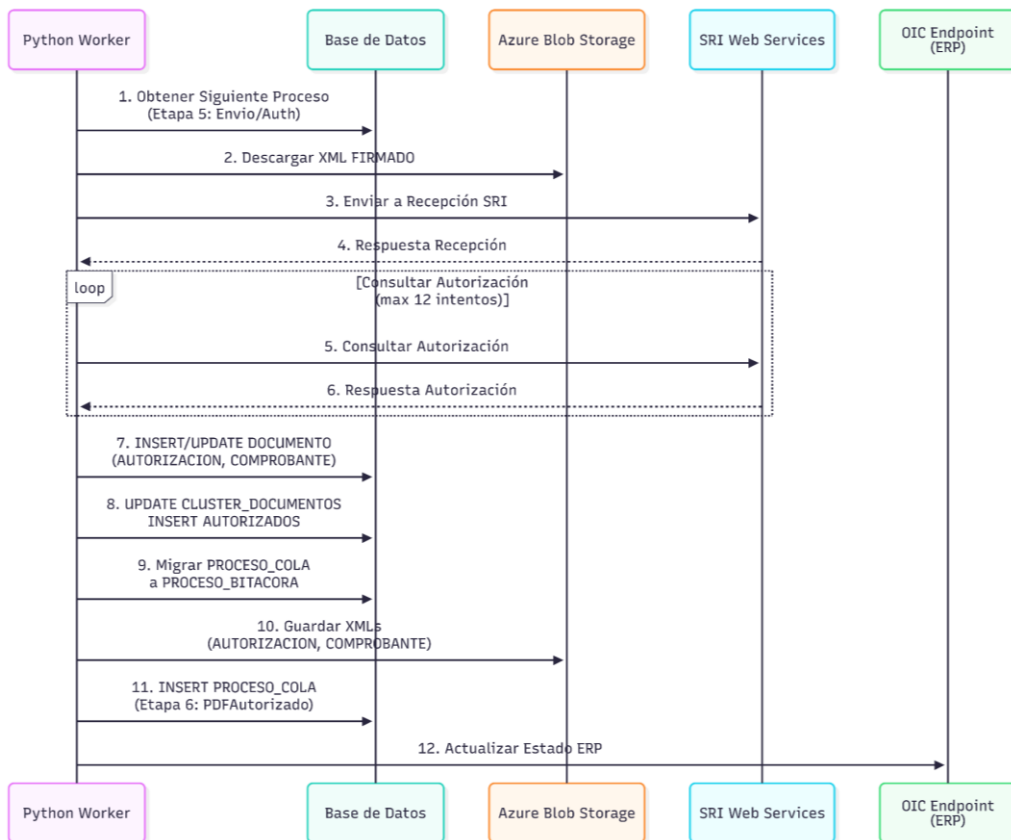 Python Worker
Base de Datos
Azure Blob Storage
SRI Web Services
OIC Endpoint
(ERP)
1. Obtener Siguiente Proceso
(Etapa 5: Envio/Auth)
2. Descargar XML FIRMADO
3. Enviar a Recepción SRI
4. Respuesta Recepción
loop
[Consultar Autorización
(max 12 intentos)]
5. Consultar Autorización
6. Respuesta Autorización
7. INSERT/UPDATE DOCUMENTO
(AUTORIZACION, COMPROBANTE)
8. UPDATE CLUSTER_DOCUMENTOS
INSERT AUTORIZADOS
9. Migrar PROCESO_COLA
a PROCESO_BITACORA
10. Guardar XMLs
(AUTORIZACION, COMPROBANTE)
11. INSERT PROCESO_COLA
(Etapa 6: PDFAutorizado)
12. Actualizar Estado ERP
Python Worker
Base de Datos
Azure Blob Storage
SRI Web Services
OIC Endpoint
(ERP)